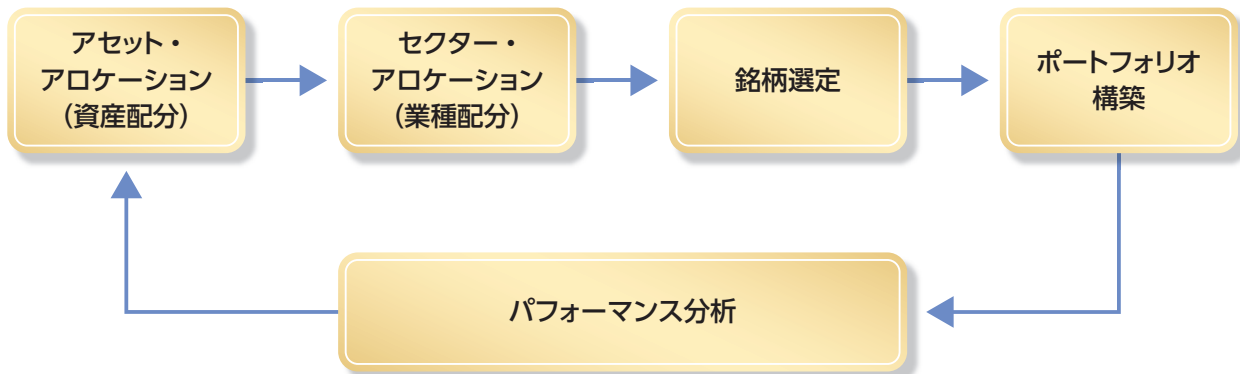 アセット・
アロケーション
（資産配分）
セクター・
アロケーション
（業種配分）
銘柄選定
ポートフォリオ
構築
パフォーマンス分析